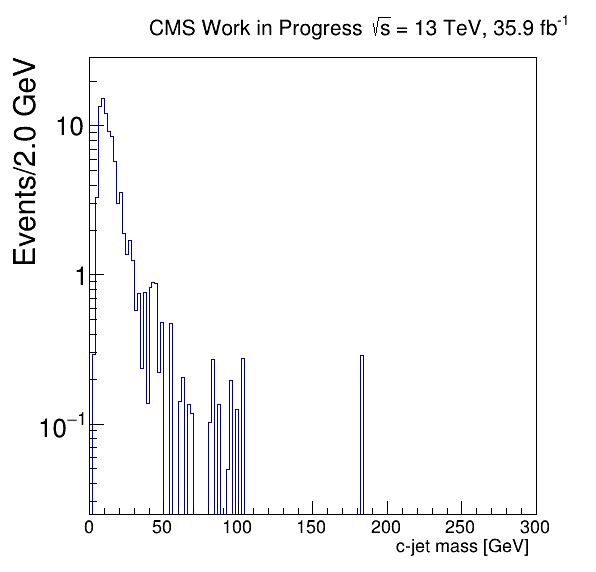 CMS Work in Progress √s = 13 TeV, 35.9 fb⁻¹
Events/2.0 GeV
10
1
10⁻¹
0 50 100 150 200 250 300
c-jet mass [GeV]